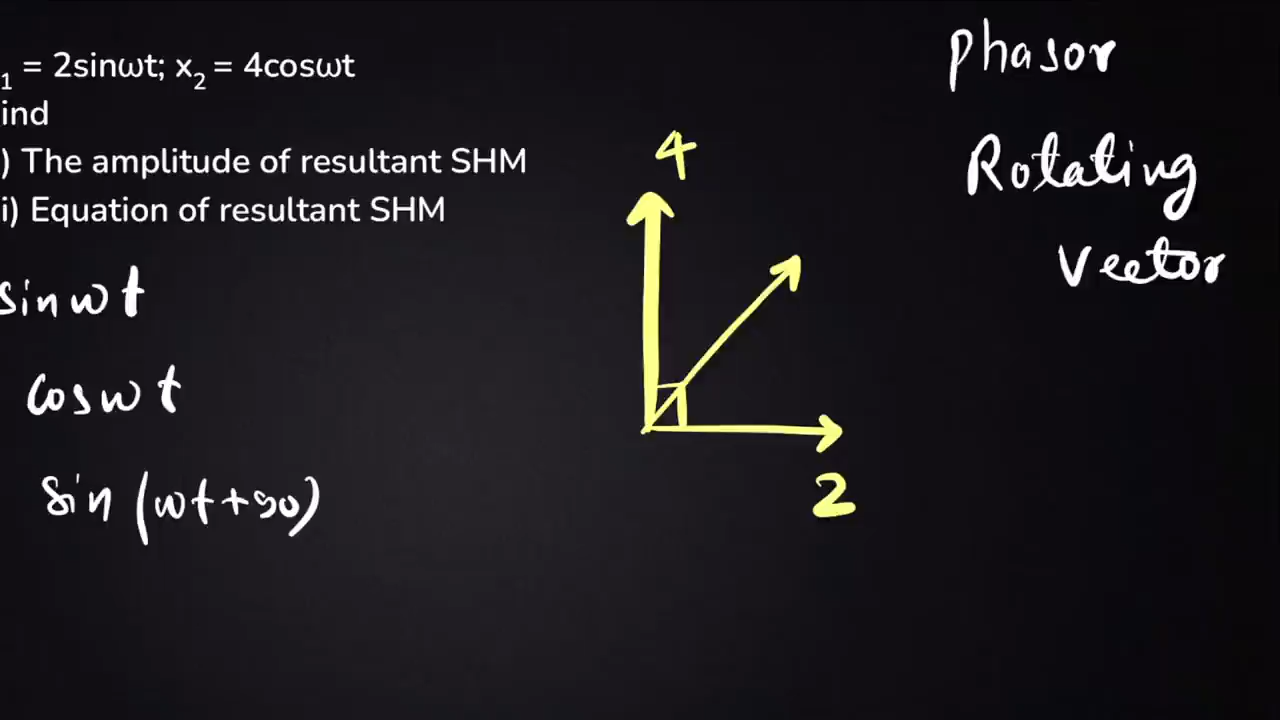 ₁ = 2sinωt; x₂ = 4cosωt
ind
) The amplitude of resultant SHM
i) Equation of resultant SHM
sinωt
cosωt
sin (ωt+90)
4
2
Phasor
Rotating
Vector